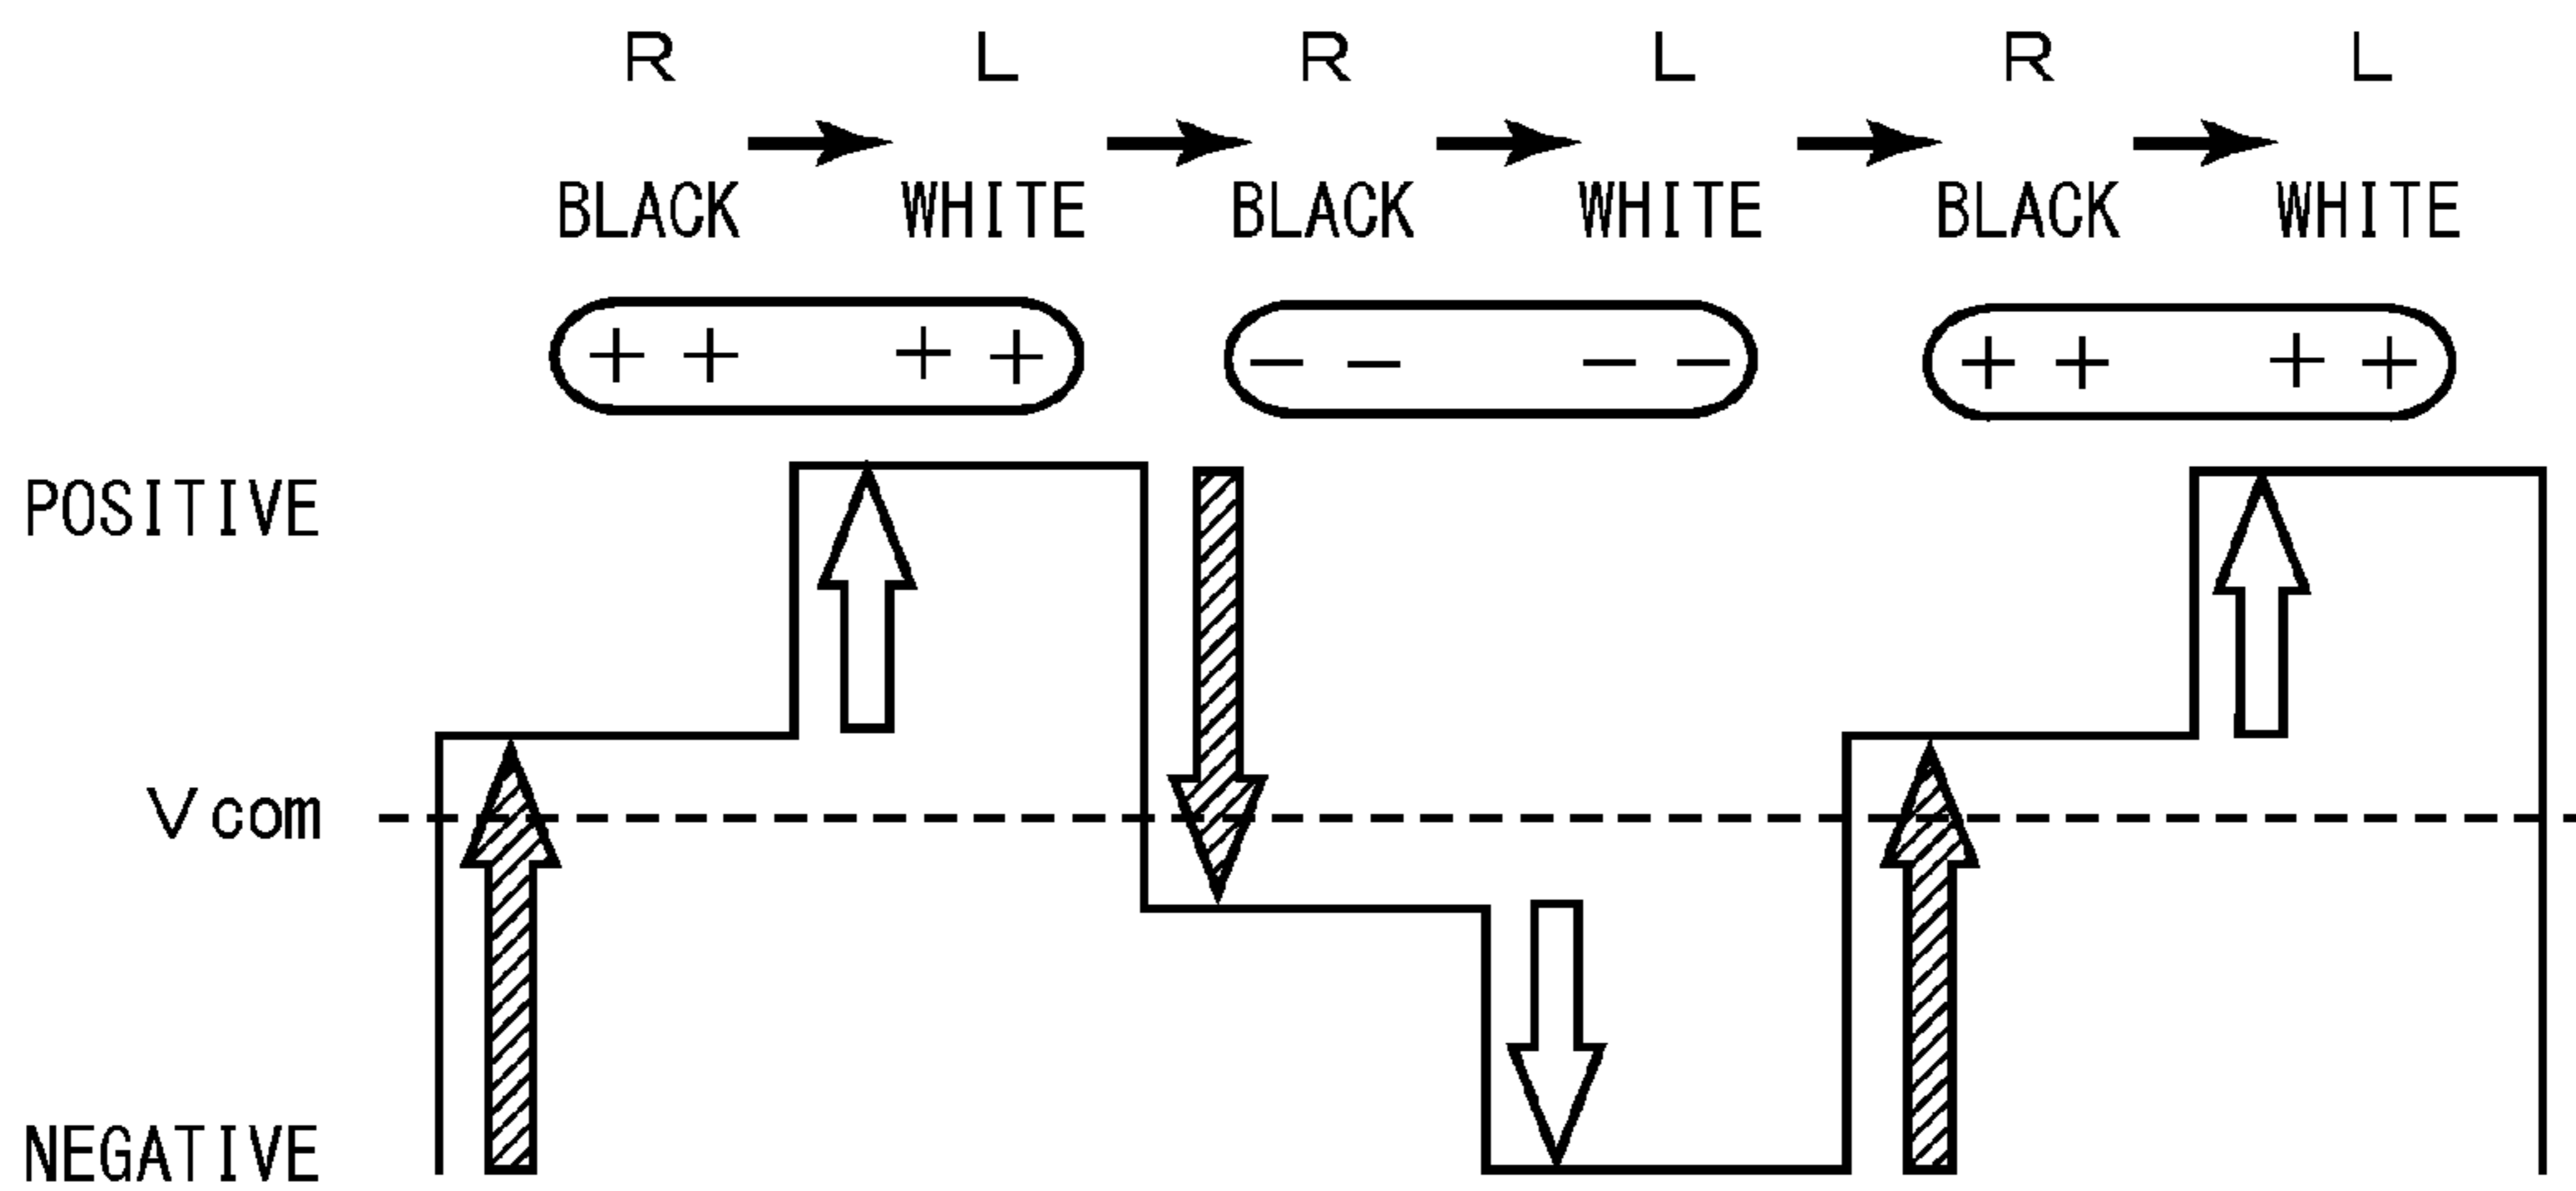 R L R L R L
BLACK WHITE BLACK WHITE BLACK WHITE
+ + + + − − − − + + + +
POSITIVE
Vcom
NEGATIVE